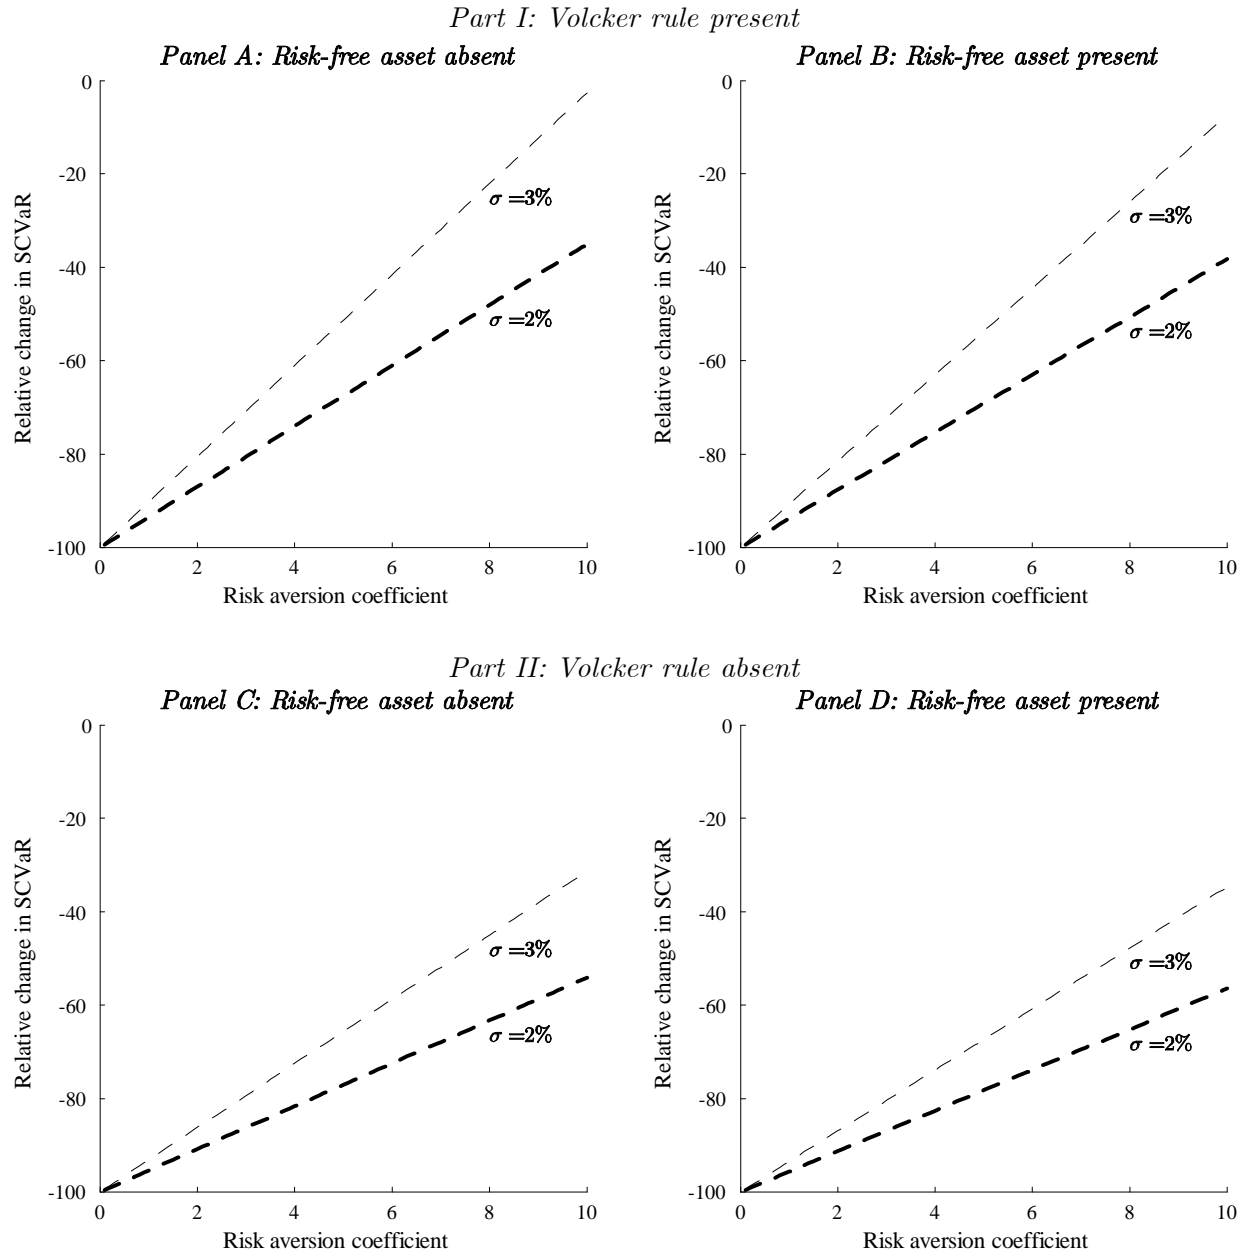 Part I: Volcker rule present
Panel A: Risk-free asset absent
Relative change in SCVaR
0
-20
-40
-60
-80
-100
σ =3%
σ =2%
0 2 4 6 8 10
Risk aversion coefficient
Panel B: Risk-free asset present
Relative change in SCVaR
0
-20
-40
-60
-80
-100
σ =3%
σ =2%
0 2 4 6 8 10
Risk aversion coefficient
Part II: Volcker rule absent
Panel C: Risk-free asset absent
Relative change in SCVaR
0
-20
-40
-60
-80
-100
σ =3%
σ =2%
0 2 4 6 8 10
Risk aversion coefficient
Panel D: Risk-free asset present
Relative change in SCVaR
0
-20
-40
-60
-80
-100
σ =3%
σ =2%
0 2 4 6 8 10
Risk aversion coefficient